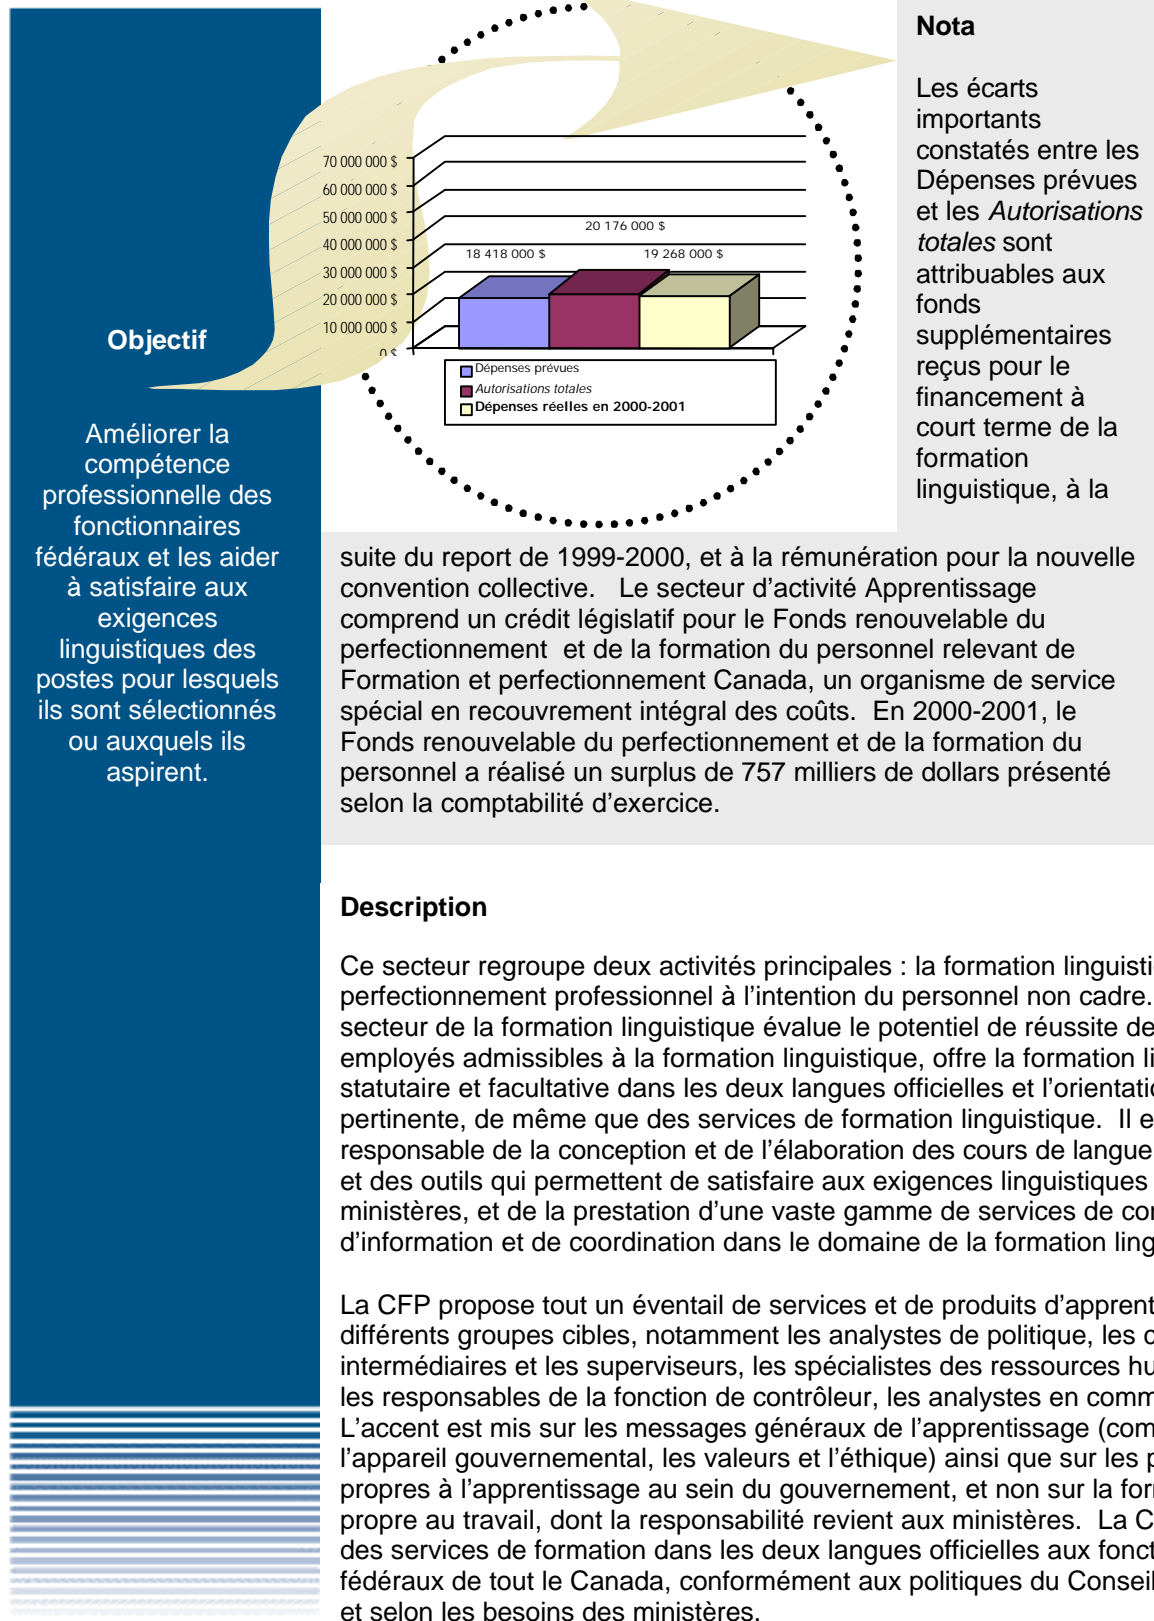 Objectif
Améliorer la
compétence
professionnelle des
fonctionnaires
fédéraux et les aider
à satisfaire aux
exigences
linguistiques des
postes pour lesquels
ils sont sélectionnés
ou auxquels ils
aspirent.
70 000 000 $
60 000 000 $
50 000 000 $
40 000 000 $
30 000 000 $
20 000 000 $
10 000 000 $
0 $
20 176 000 $
18 418 000 $
19 268 000 $
Dépenses prévues
Autorisations totales
Dépenses réelles en 2000-2001
Nota
Les écarts
importants
constatés entre les
Dépenses prévues
et les Autorisations
totales sont
attribuables aux
fonds
supplémentaires
reçus pour le
financement à
court terme de la
formation
linguistique, à la
suite du report de 1999-2000, et à la rémunération pour la nouvelle
convention collective. Le secteur d’activité Apprentissage
comprend un crédit législatif pour le Fonds renouvelable du
perfectionnement et de la formation du personnel relevant de
Formation et perfectionnement Canada, un organisme de service
spécial en recouvrement intégral des coûts. En 2000-2001, le
Fonds renouvelable du perfectionnement et de la formation du
personnel a réalisé un surplus de 757 milliers de dollars présenté
selon la comptabilité d’exercice.
Description
Ce secteur regroupe deux activités principales : la formation linguisti
perfectionnement professionnel à l’intention du personnel non cadre.
secteur de la formation linguistique évalue le potentiel de réussite de
employés admissibles à la formation linguistique, offre la formation li
statutaire et facultative dans les deux langues officielles et l’orientatio
pertinente, de même que des services de formation linguistique. Il e
responsable de la conception et de l’élaboration des cours de langue
et des outils qui permettent de satisfaire aux exigences linguistiques
ministères, et de la prestation d’une vaste gamme de services de con
d’information et de coordination dans le domaine de la formation ling
La CFP propose tout un éventail de services et de produits d’apprent
différents groupes cibles, notamment les analystes de politique, les c
intermédiaires et les superviseurs, les spécialistes des ressources hu
les responsables de la fonction de contrôleur, les analystes en comm
L’accent est mis sur les messages généraux de l’apprentissage (com
l’appareil gouvernemental, les valeurs et l’éthique) ainsi que sur les p
propres à l’apprentissage au sein du gouvernement, et non sur la form
propre au travail, dont la responsabilité revient aux ministères. La C
des services de formation dans les deux langues officielles aux fonct
fédéraux de tout le Canada, conformément aux politiques du Conseil
et selon les besoins des ministères.